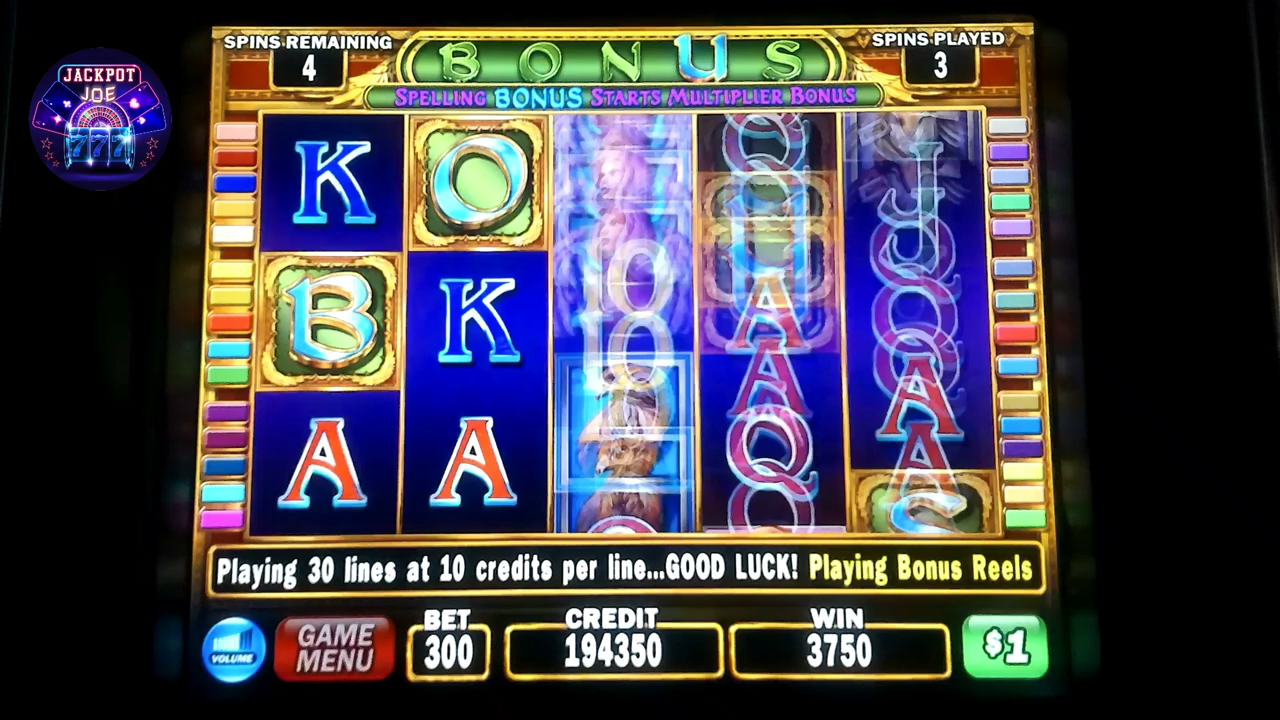 SPINS REMAINING
4
BONUS
SPINS PLAYED
3
SPELLING BONUS STARTS MULTIPLIER BONUS
JACKPOT
JOE
777
K O Q J
B K 10 Q
10 A Q
A A Q A
S
Playing 30 lines at 10 credits per line...GOOD LUCK! Playing Bonus Reels
VOLUME
GAME
MENU
BET
300
CREDIT
194350
WIN
3750
$1